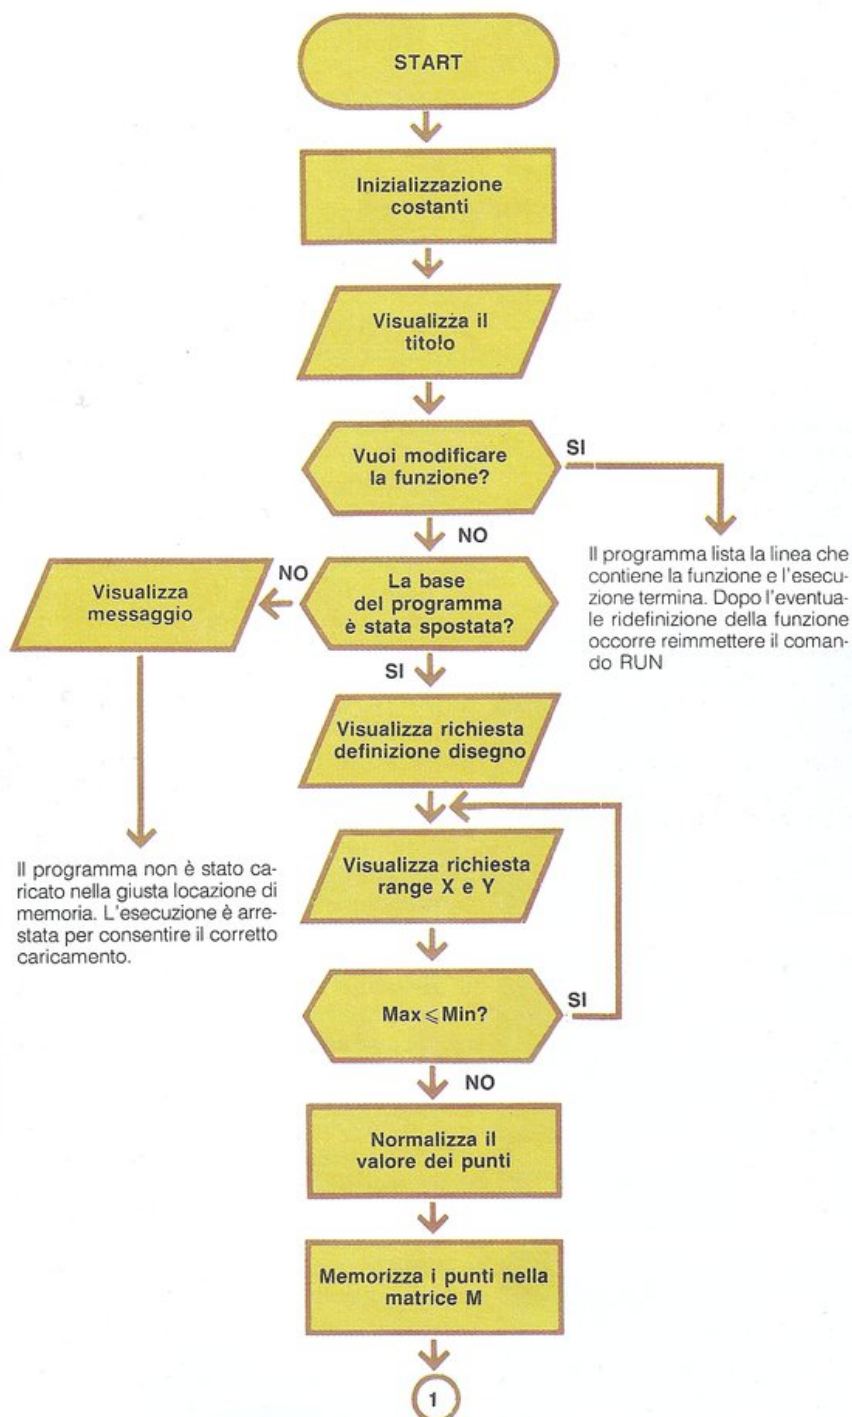 START
Inizializzazione
costanti
Visualizza il
titolo
Vuoi modificare
la funzione?
SI
NO
Il programma lista la linea che
contiene la funzione e l'esecu-
zione termina. Dopo l'eventua-
le ridefinizione della funzione
occorre reimmettere il coman-
do RUN
La base
del programma
è stata spostata?
NO
Visualizza
messaggio
SI
Il programma non è stato ca-
ricato nella giusta locazione di
memoria. L'esecuzione è arre-
stata per consentire il corretto
caricamento.
Visualizza richiesta
definizione disegno
Visualizza richiesta
range X e Y
Max⩽Min?
SI
NO
Normalizza il
valore dei punti
Memorizza i punti nella
matrice M
1